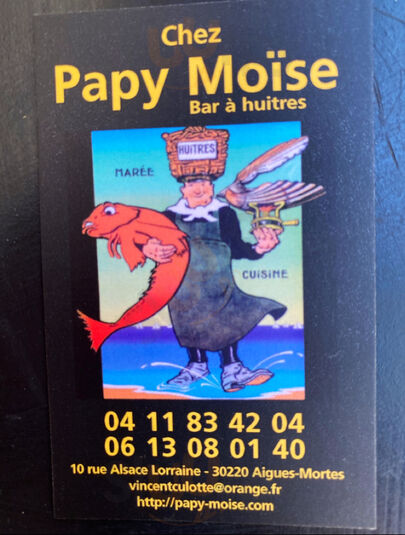 Chez
Papy Moïse
Bar à huitres
HUITRES
MARÉE
CUISINE
04 11 83 42 04
06 13 08 01 40
10 rue Alsace Lorraine - 30220 Aigues-Mortes
vincentculotte@orange.fr
http://papy-moise.com